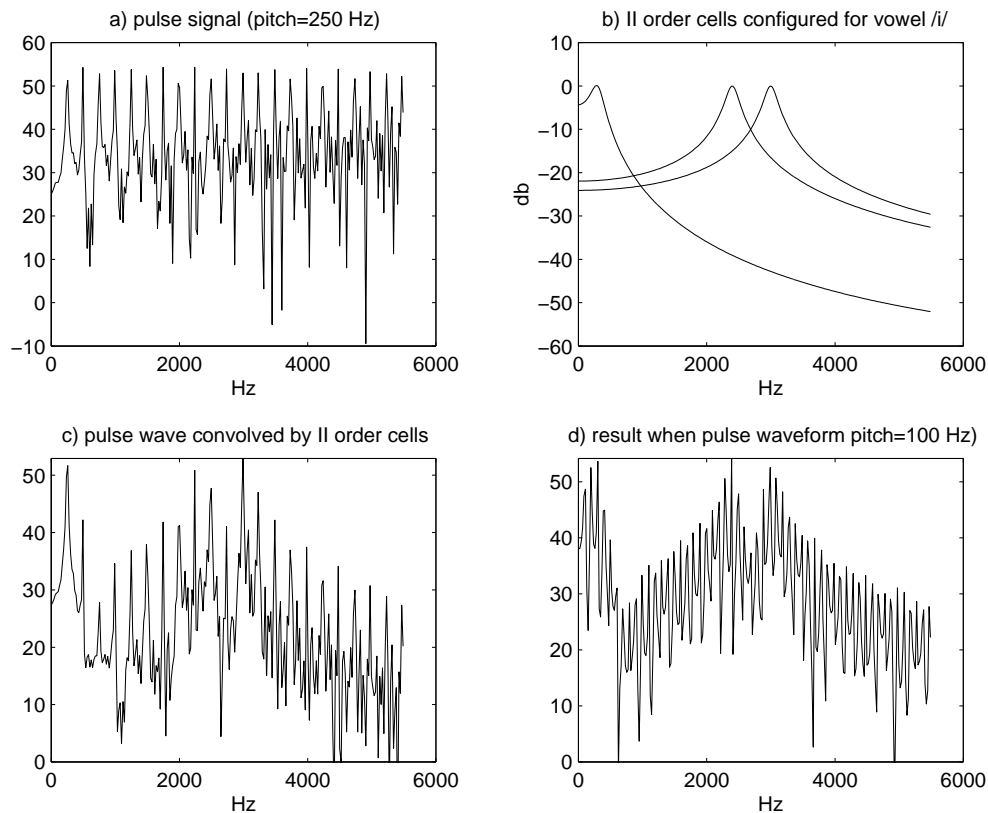 a) pulse signal (pitch=250 Hz)
60
50
40
30
20
10
0
−10
0 2000 4000 6000
Hz
b) II order cells configured for vowel /i/
10
0
−10
−20
−30
−40
−50
−60
db
0 2000 4000 6000
Hz
c) pulse wave convolved by II order cells
50
40
30
20
10
0
0 2000 4000 6000
Hz
d) result when pulse waveform pitch=100 Hz)
50
40
30
20
10
0
0 2000 4000 6000
Hz